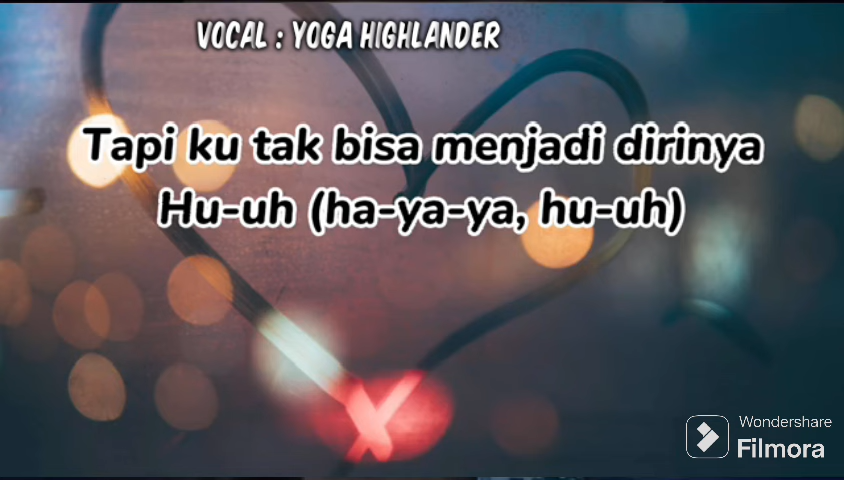 VOCAL : YOGA HIGHLANDER
Tapi ku tak bisa menjadi dirinya
Hu-uh (ha-ya-ya, hu-uh)
Wondershare
Filmora